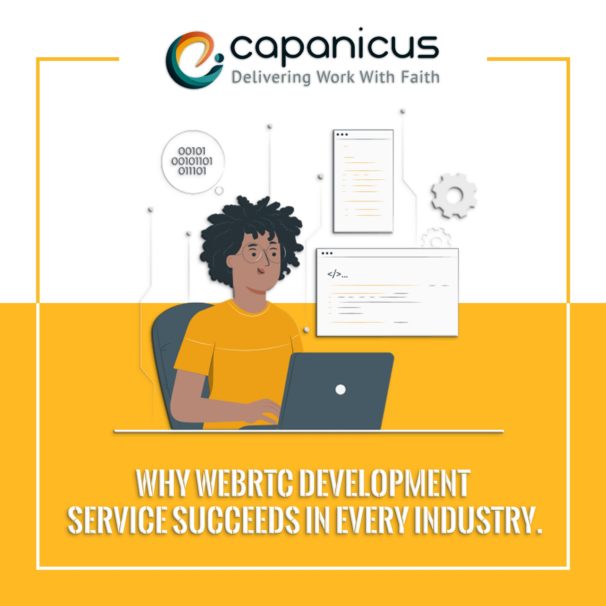 capanicus
Delivering Work With Faith
00101
00101101
011101
</>...
WHY WEBRTC DEVELOPMENT
SERVICE SUCCEEDS IN EVERY INDUSTRY.